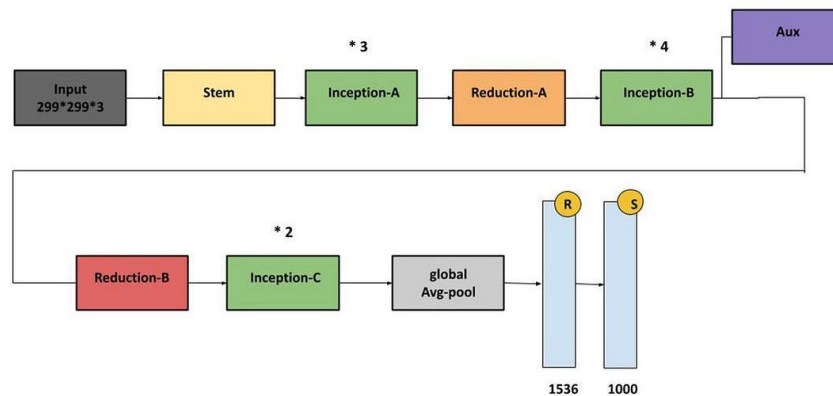 Aux
* 3
* 4
Input
299*299*3
Stem
Inception-A
Reduction-A
Inception-B
R
S
* 2
Reduction-B
Inception-C
global
Avg-pool
1536
1000